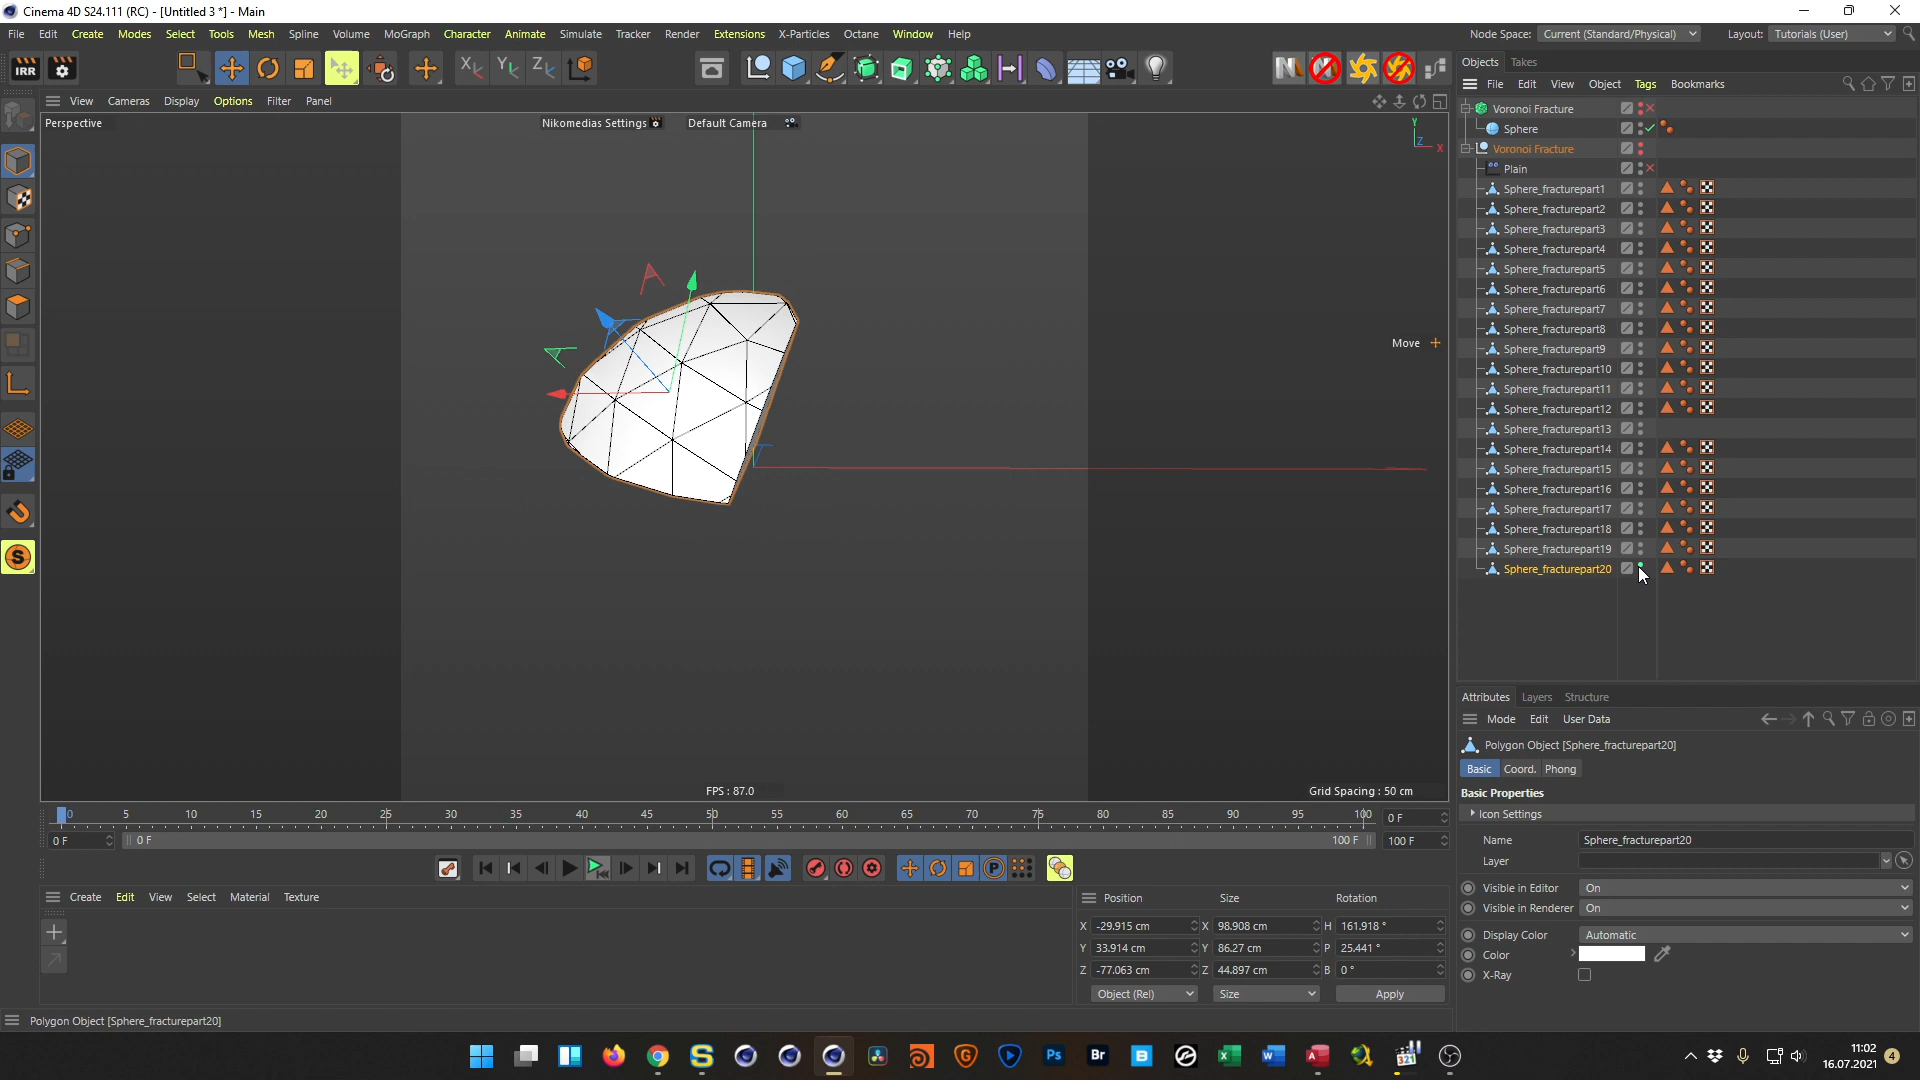 Cinema 4D S24.111 (RC) - [Untitled 3 *] - Main
File Edit Create Modes Select Tools Mesh Spline Volume MoGraph Character Animate Simulate Tracker Render Extensions X-Particles Octane Window Help
Node Space: Current (Standard/Physical) Layout: Tutorials (User)
IRR
X Y Z
Objects Takes
File Edit View Object Tags Bookmarks
View Cameras Display Options Filter Panel
Perspective
Nikomedias Settings Default Camera
Y
Z
X
Move
Voronoi Fracture
Sphere
Voronoi Fracture
Plain
Sphere_fracturepart1
Sphere_fracturepart2
Sphere_fracturepart3
Sphere_fracturepart4
Sphere_fracturepart5
Sphere_fracturepart6
Sphere_fracturepart7
Sphere_fracturepart8
Sphere_fracturepart9
Sphere_fracturepart10
Sphere_fracturepart11
Sphere_fracturepart12
Sphere_fracturepart13
Sphere_fracturepart14
Sphere_fracturepart15
Sphere_fracturepart16
Sphere_fracturepart17
Sphere_fracturepart18
Sphere_fracturepart19
Sphere_fracturepart20
FPS : 87.0
Grid Spacing : 50 cm
Attributes Layers Structure
Mode Edit User Data
Polygon Object [Sphere_fracturepart20]
Basic Coord. Phong
Basic Properties
Icon Settings
Name Sphere_fracturepart20
Layer
Visible in Editor On
Visible in Renderer On
Display Color Automatic
Color
X-Ray
0 5 10 15 20 25 30 35 40 45 50 55 60 65 70 75 80 85 90 95 100
0 F
0 F 0 F 100 F 100 F
P
Create Edit View Select Material Texture
Position Size Rotation
X -29.915 cm X 98.908 cm H 161.918 °
Y 33.914 cm Y 86.27 cm P 25.441 °
Z -77.063 cm Z 44.897 cm B 0 °
Object (Rel) Size Apply
Polygon Object [Sphere_fracturepart20]
S
Ps Br
321
11:02
16.07.2021
4